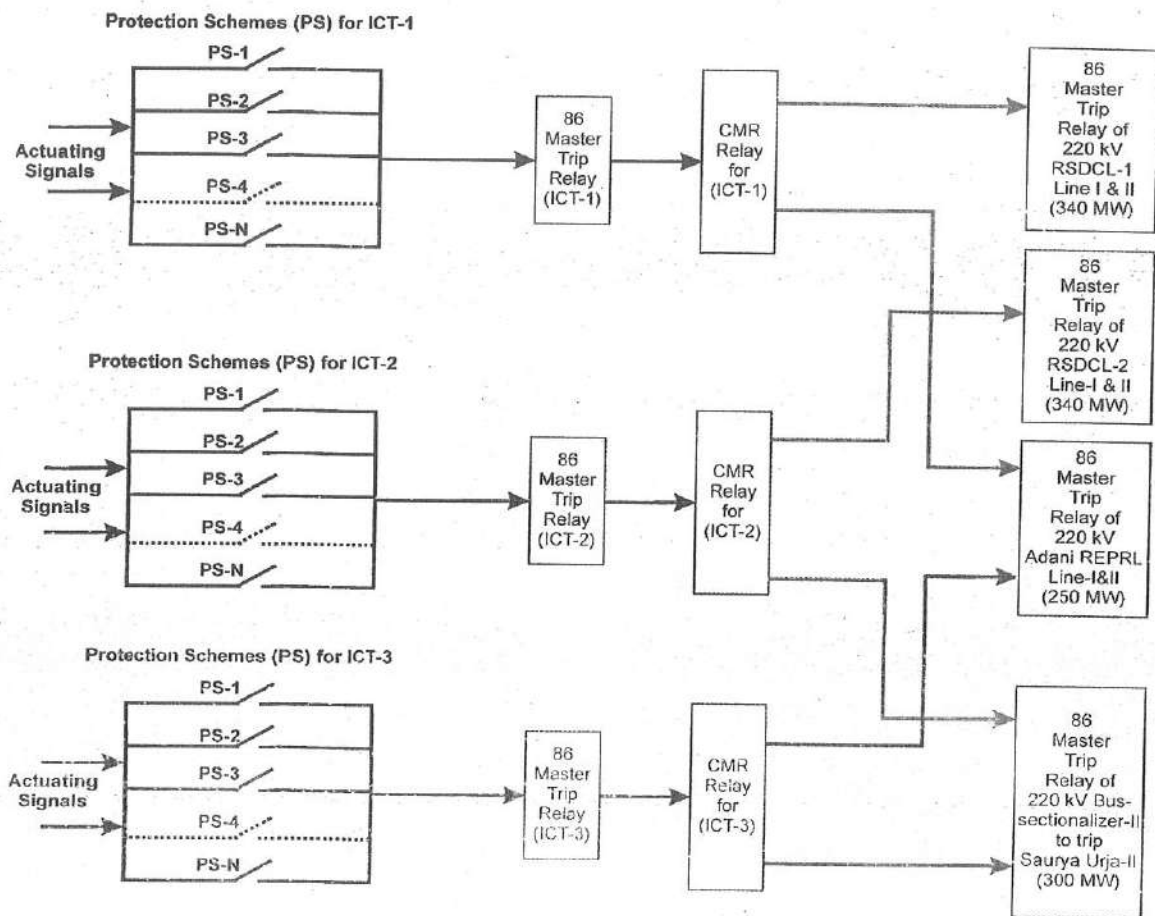 Protection Schemes (PS) for ICT-1
PS-1
PS-2
PS-3
PS-4
PS-N
Actuating
Signals
86
Master
Trip
Relay
(ICT-1)
CMR
Relay
for
(ICT-1)
86
Master
Trip
Relay of
220 kV
RSDCL-1
Line I & II
(340 MW)
86
Master
Trip
Relay of
220 kV
RSDCL-2
Line-I & II
(340 MW)
Protection Schemes (PS) for ICT-2
PS-1
PS-2
PS-3
PS-4
PS-N
Actuating
Signals
86
Master
Trip
Relay
(ICT-2)
CMR
Relay
for
(ICT-2)
86
Master
Trip
Relay of
220 kV
Adani REPRL
Line-I&II
(250 MW)
Protection Schemes (PS) for ICT-3
PS-1
PS-2
PS-3
PS-4
PS-N
Actuating
Signals
86
Master
Trip
Relay
(ICT-3)
CMR
Relay
for
(ICT-3)
86
Master
Trip
Relay of
220 kV Bus-
sectionalizer-II
to trip
Saurya Urja-II
(300 MW)